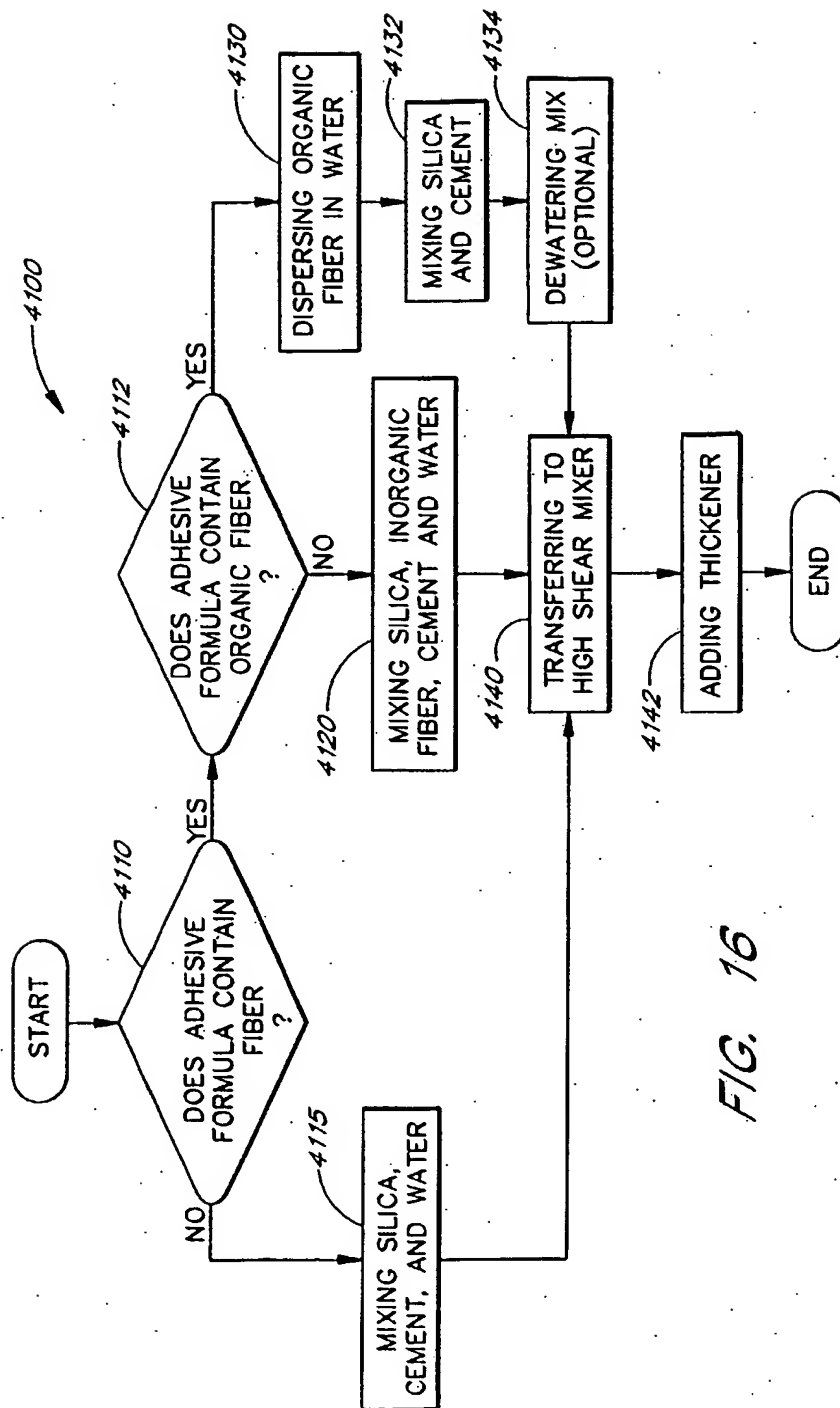 4100
START
4110
DOES ADHESIVE
FORMULA CONTAIN
FIBER
?
YES
NO
4112
DOES ADHESIVE
FORMULA CONTAIN
ORGANIC FIBER
?
YES
NO
4115
MIXING SILICA,
CEMENT, AND WATER
4120
MIXING SILICA, INORGANIC
FIBER, CEMENT AND WATER
4130
DISPERSING ORGANIC
FIBER IN WATER
4132
MIXING SILICA
AND CEMENT
4134
DEWATERING MIX
(OPTIONAL)
4140
TRANSFERRING TO
HIGH SHEAR MIXER
4142
ADDING THICKENER
END
FIG. 16